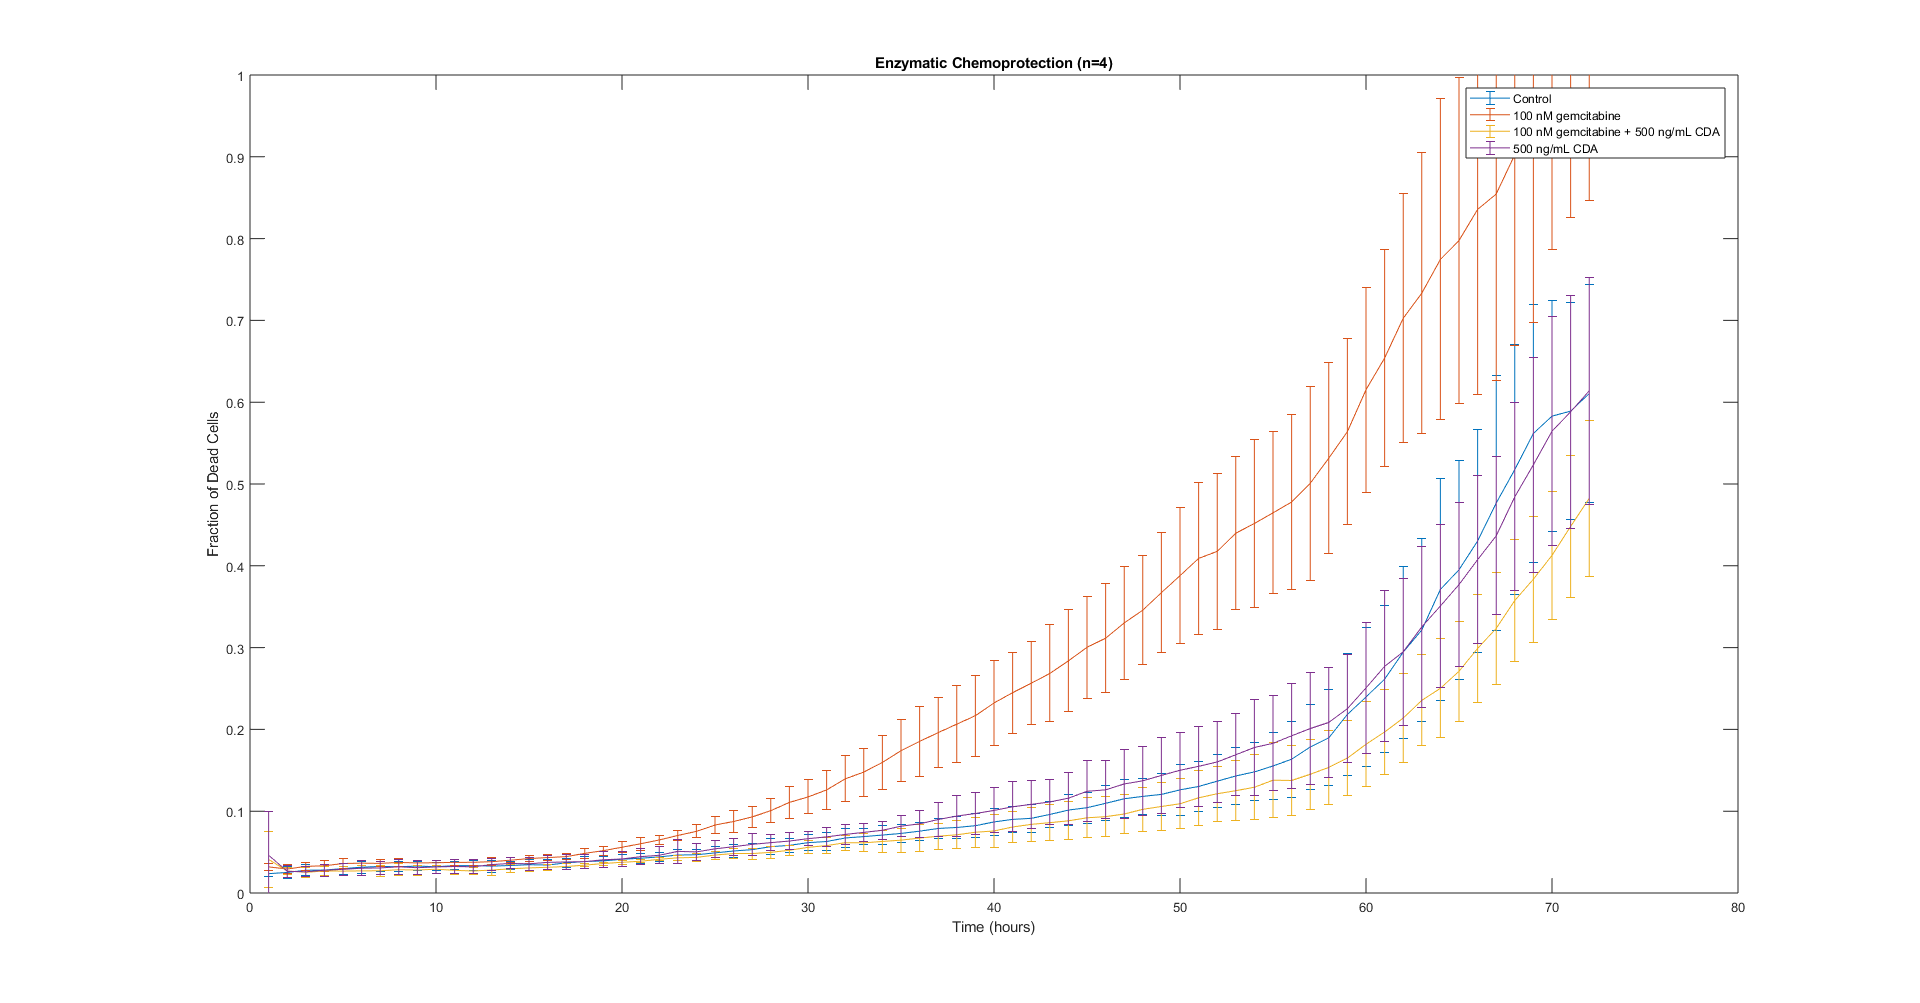 Enzymatic Chemoprotection (n=4)
1
0.9
0.8
0.7
0.6
0.5
0.4
0.3
0.2
0.1
0
Fraction of Dead Cells
Control
100 nM gemcitabine
100 nM gemcitabine + 500 ng/mL CDA
500 ng/mL CDA
0 10 20 30 40 50 60 70 80
Time (hours)